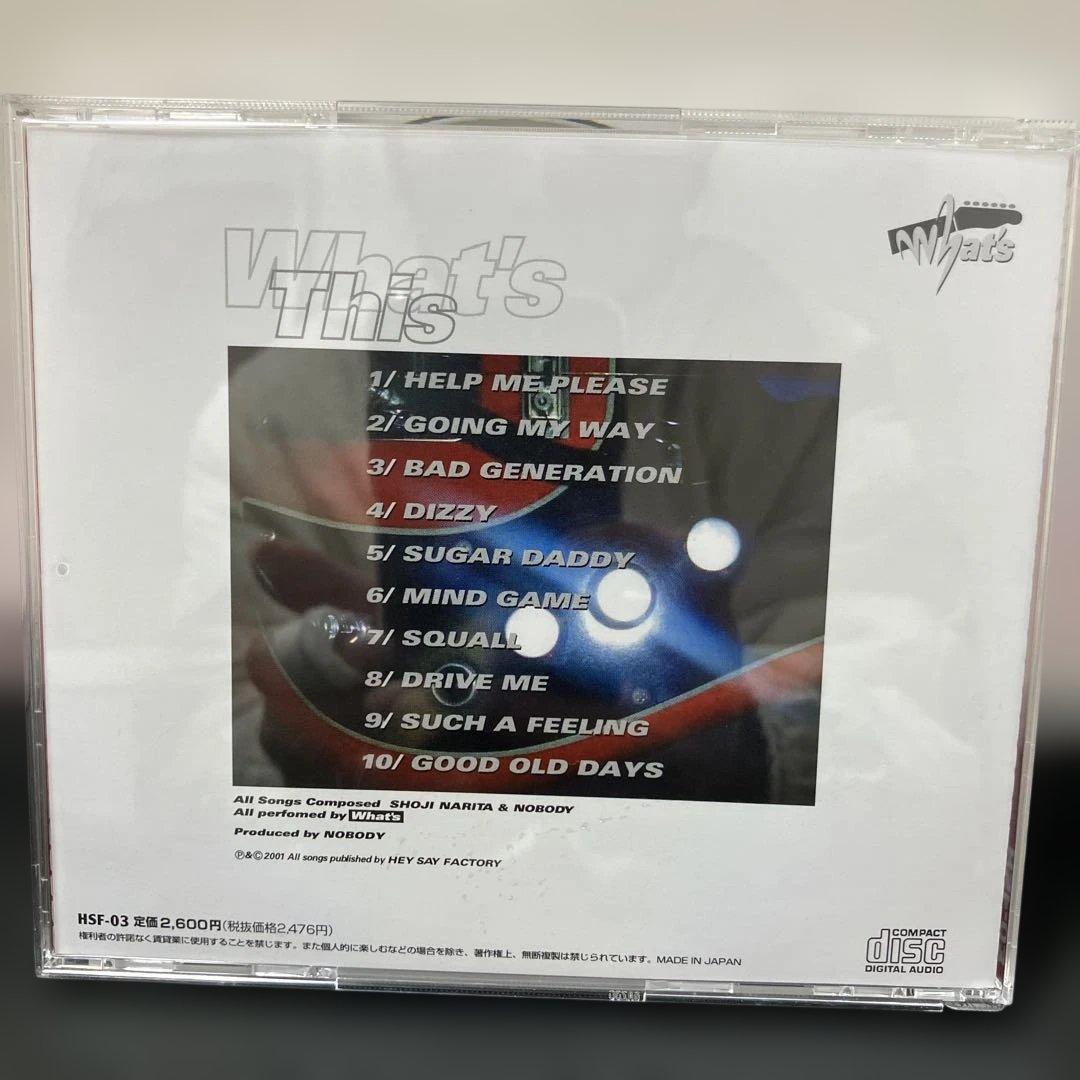 What's
What's
This
1/ HELP ME PLEASE
2/ GOING MY WAY
3/ BAD GENERATION
4/ DIZZY
5/ SUGAR DADDY
6/ MIND GAME
7/ SQUALL
8/ DRIVE ME
9/ SUCH A FEELING
10/ GOOD OLD DAYS
All Songs Composed SHOJI NARITA & NOBODY
All perfomed by What's
Produced by NOBODY
℗&©2001 All songs published by HEY SAY FACTORY
HSF-03 定価2,600円(税抜価格2,476円)
権利者の許諾なく賃貸業に使用することを禁じます。また個人的に楽しむなどの場合を除き、著作権上、無断複製は禁じられています。 MADE IN JAPAN
COMPACT
disc
DIGITAL AUDIO